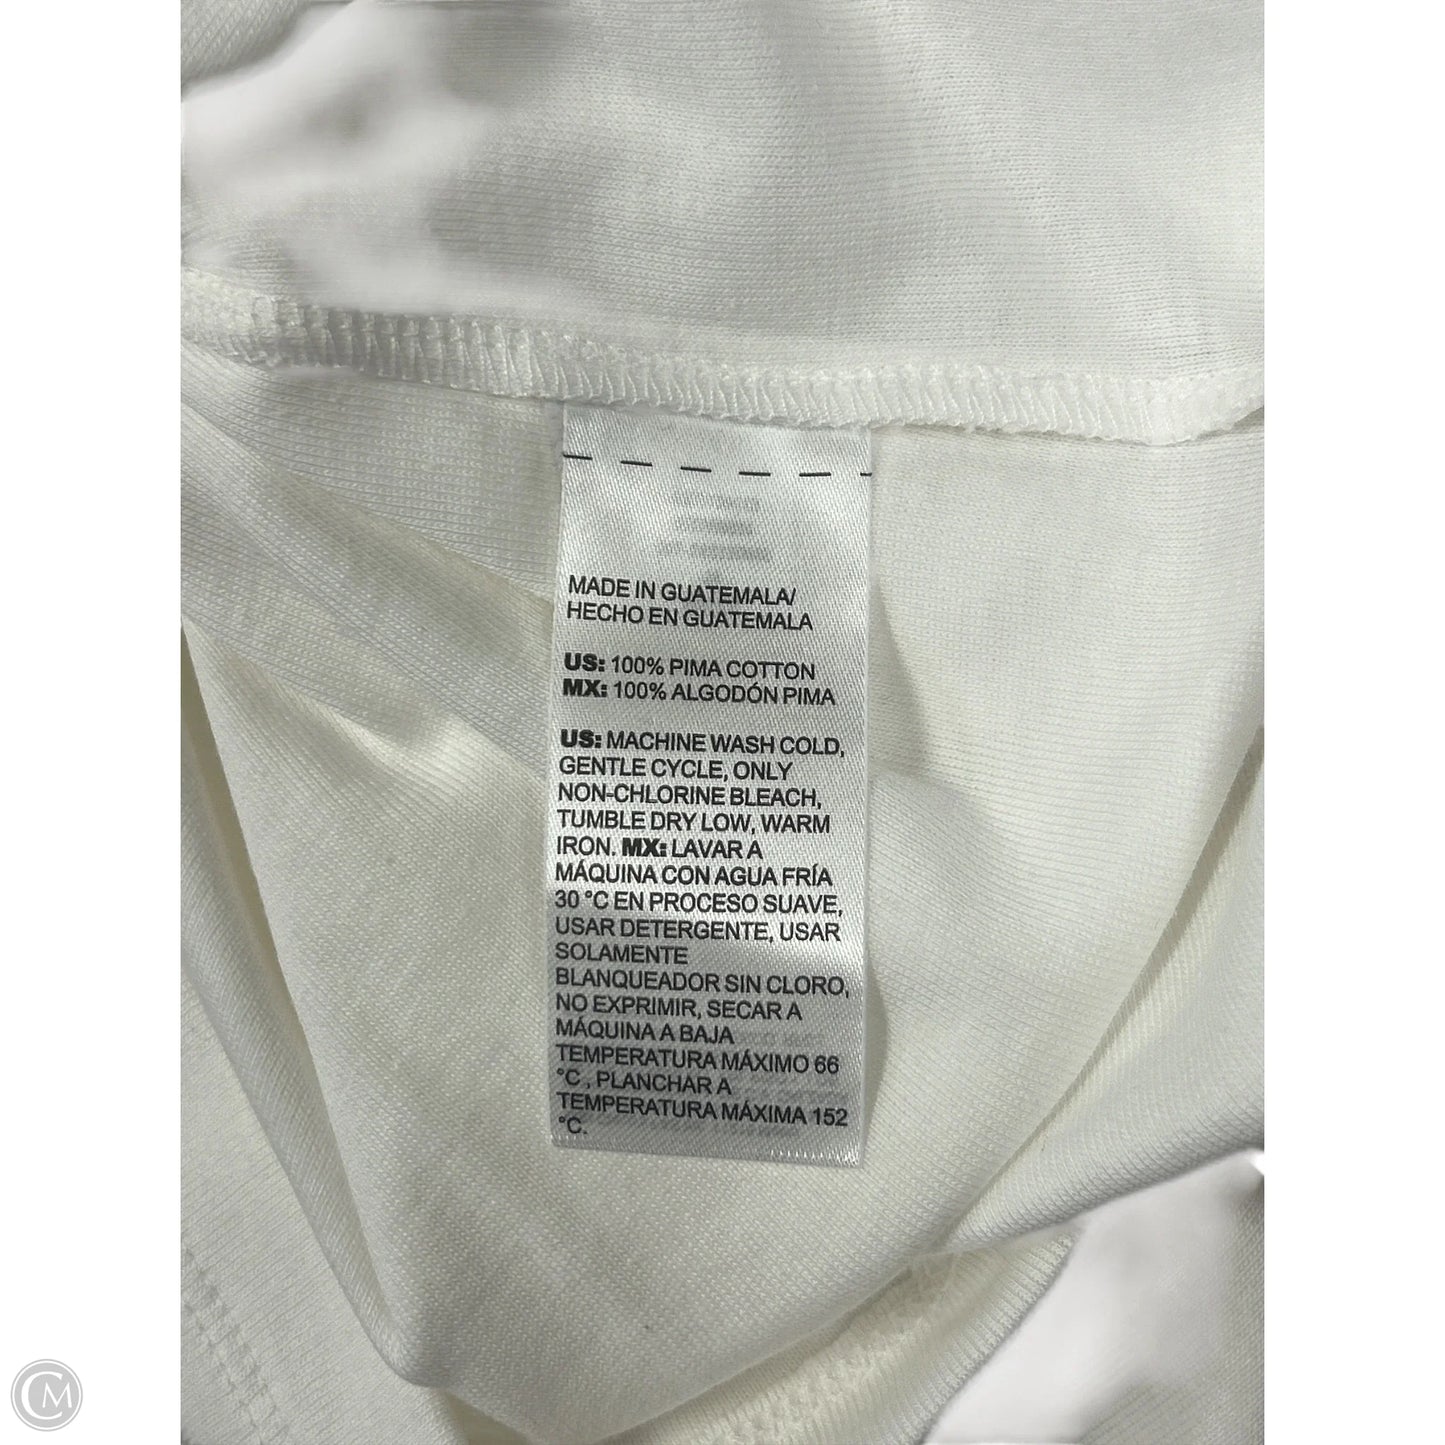 MADE IN GUATEMALA/
HECHO EN GUATEMALA
US: 100% PIMA COTTON
MX: 100% ALGODÓN PIMA
US: MACHINE WASH COLD,
GENTLE CYCLE, ONLY
NON-CHLORINE BLEACH,
TUMBLE DRY LOW, WARM
IRON. MX: LAVAR A
MÁQUINA CON AGUA FRÍA
30 °C EN PROCESO SUAVE,
USAR DETERGENTE, USAR
SOLAMENTE
BLANQUEADOR SIN CLORO,
NO EXPRIMIR, SECAR A
MÁQUINA A BAJA
TEMPERATURA MÁXIMO 66
°C , PLANCHAR A
TEMPERATURA MÁXIMA 152
°C.
CM